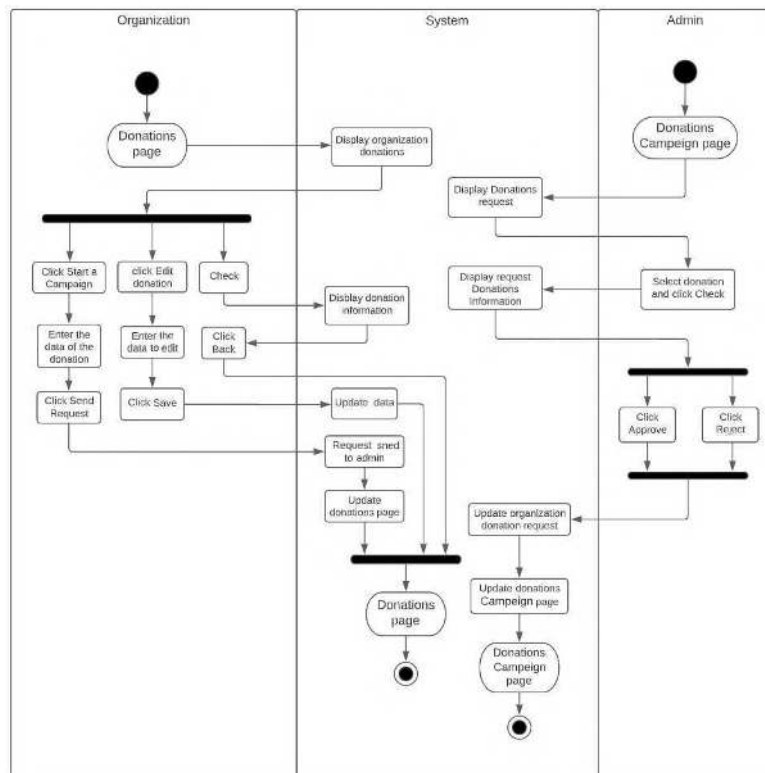 Organization
System
Admin
Donations
page
Display organization
donations
Donations
Campeign page
Display Donations
request
Click Start a
Campaign
click Edit
donation
Check
Display request
Donations
Information
Select donation
and click Check
Disblay donation
information
Enter the
data of the
donation
Enter the
data to edit
Click
Back
Click Send
Request
Click Save
Update data
Click
Approve
Click
Reject
Request sned
to admin
Update
donations page
Update organization
donation request
Update donations
Campeign page
Donations
page
Donations
Campeign
page